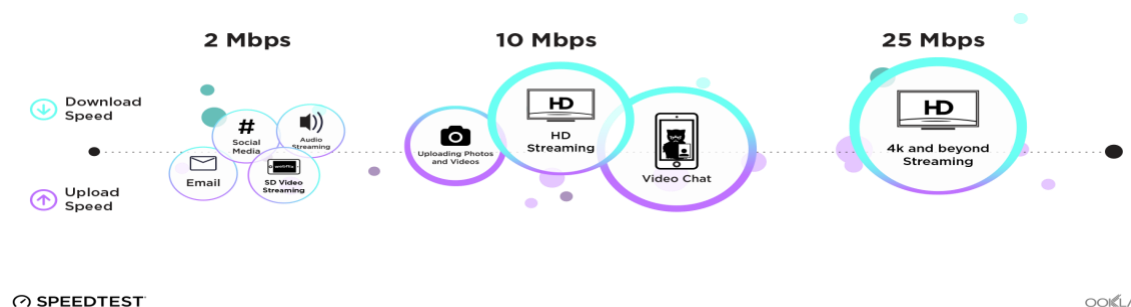 2 Mbps
10 Mbps
25 Mbps
Download
Speed
Upload
Speed
#
Social
Media
Audio
Streaming
Email
SD Video
Streaming
Uploading Photos
and Videos
HD
HD
Streaming
Video Chat
HD
4k and beyond
Streaming
SPEEDTEST